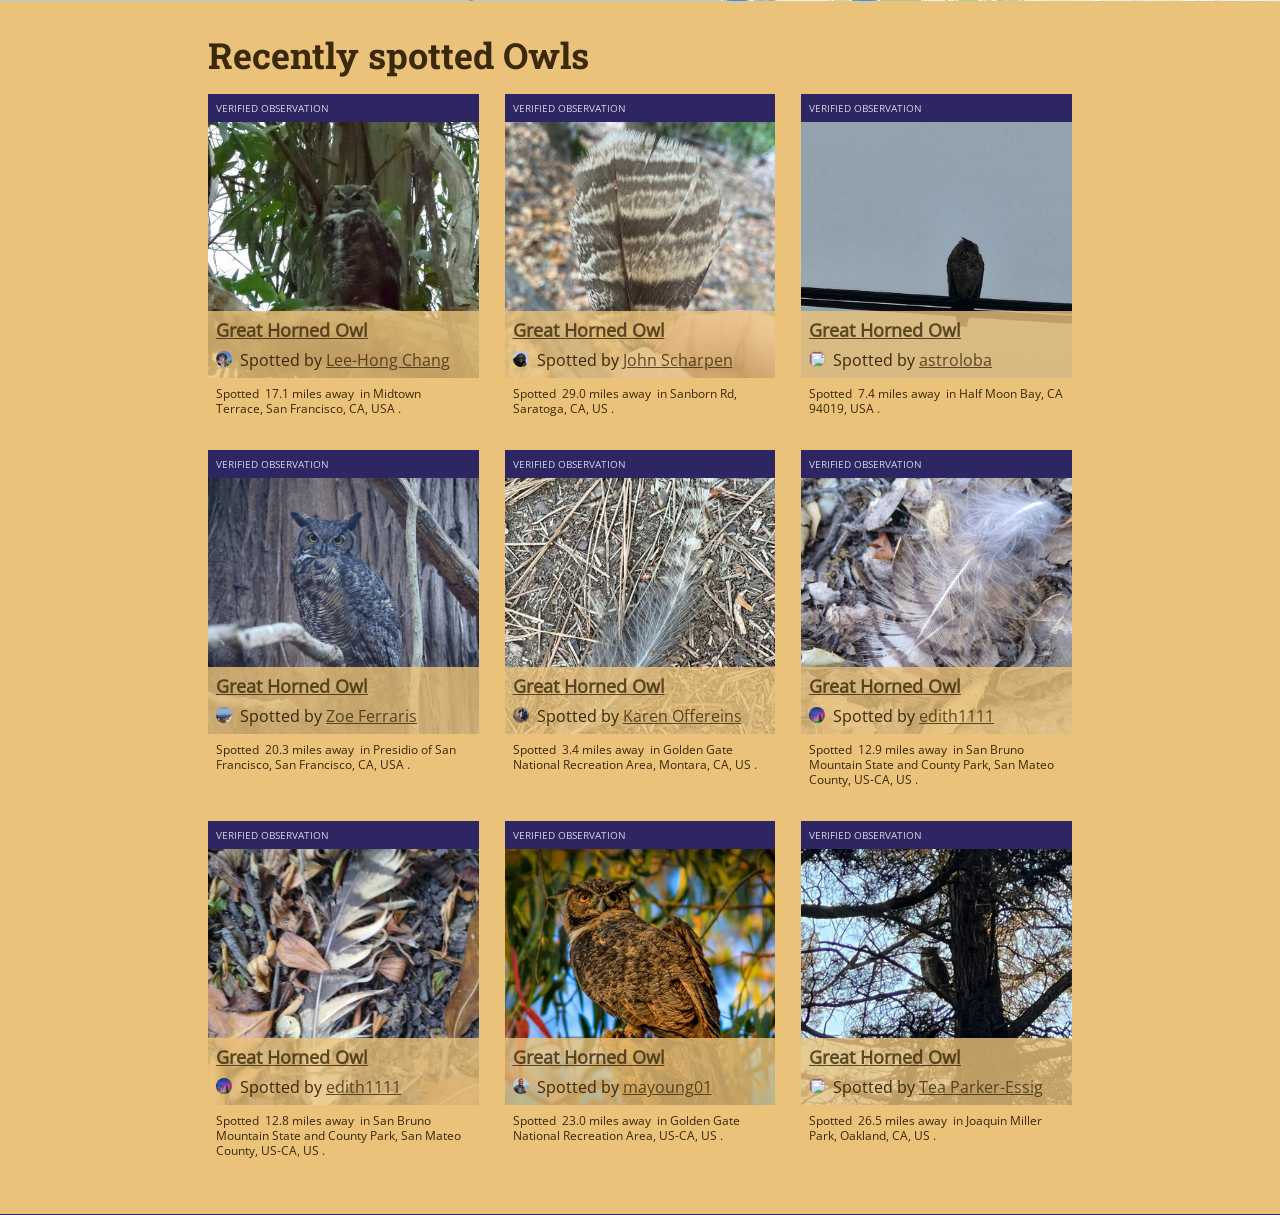 Recently spotted Owls
VERIFIED OBSERVATION
Great Horned Owl
Spotted by Lee-Hong Chang
Spotted 17.1 miles away in Midtown
Terrace, San Francisco, CA, USA .
VERIFIED OBSERVATION
Great Horned Owl
Spotted by John Scharpen
Spotted 29.0 miles away in Sanborn Rd,
Saratoga, CA, US .
VERIFIED OBSERVATION
Great Horned Owl
Spotted by astroloba
Spotted 7.4 miles away in Half Moon Bay, CA
94019, USA .
VERIFIED OBSERVATION
Great Horned Owl
Spotted by Zoe Ferraris
Spotted 20.3 miles away in Presidio of San
Francisco, San Francisco, CA, USA .
VERIFIED OBSERVATION
Great Horned Owl
Spotted by Karen Offereins
Spotted 3.4 miles away in Golden Gate
National Recreation Area, Montara, CA, US .
VERIFIED OBSERVATION
Great Horned Owl
Spotted by edith1111
Spotted 12.9 miles away in San Bruno
Mountain State and County Park, San Mateo
County, US-CA, US .
VERIFIED OBSERVATION
Great Horned Owl
Spotted by edith1111
Spotted 12.8 miles away in San Bruno
Mountain State and County Park, San Mateo
County, US-CA, US .
VERIFIED OBSERVATION
Great Horned Owl
Spotted by mayoung01
Spotted 23.0 miles away in Golden Gate
National Recreation Area, US-CA, US .
VERIFIED OBSERVATION
Great Horned Owl
Spotted by Tea Parker-Essig
Spotted 26.5 miles away in Joaquin Miller
Park, Oakland, CA, US .